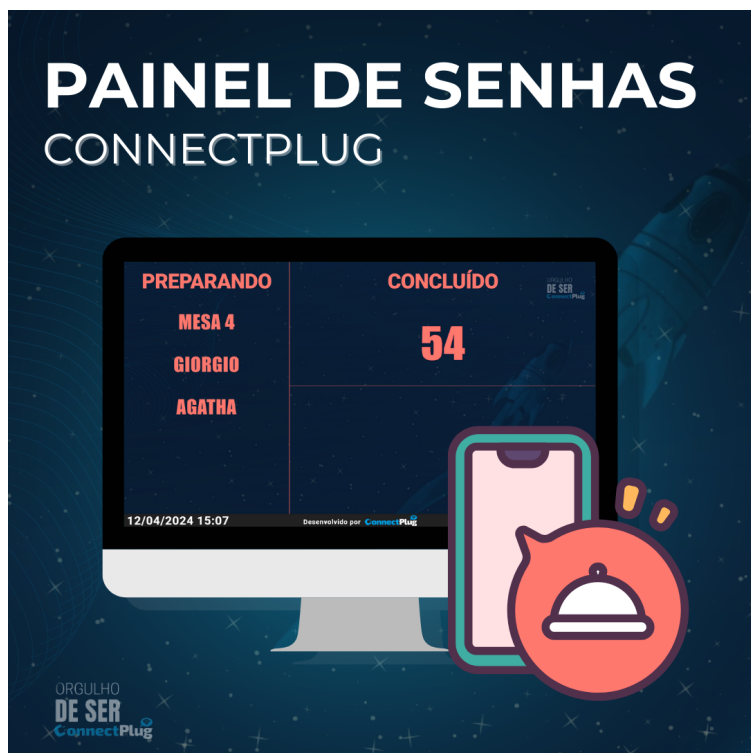 PAINEL DE SENHAS
CONNECTPLUG
PREPARANDO
MESA 4
GIORGIO
AGATHA
CONCLUÍDO
54
ORGULHO
DE SER
ConnectPlug
12/04/2024 15:07
Desenvolvido por ConnectPlug
ORGULHO
DE SER
ConnectPlug